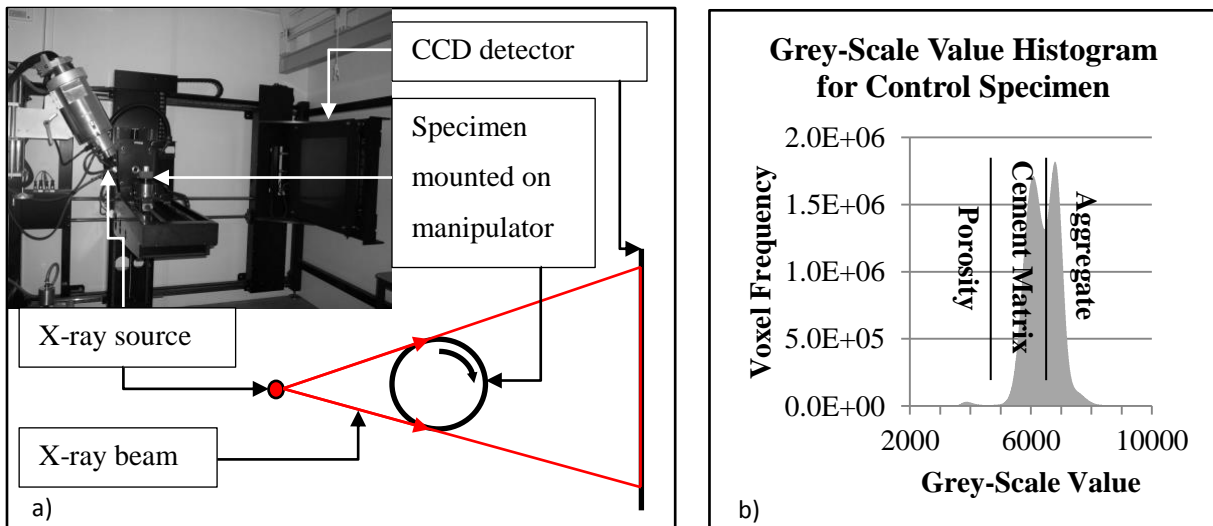 CCD detector
Specimen
mounted on
manipulator
X-ray source
X-ray beam
a)
Grey-Scale Value Histogram
for Control Specimen
Voxel Frequency
2.0E+06
1.5E+06
1.0E+06
5.0E+05
0.0E+00
Porosity
Cement Matrix
Aggregate
2000 6000 10000
Grey-Scale Value
b)